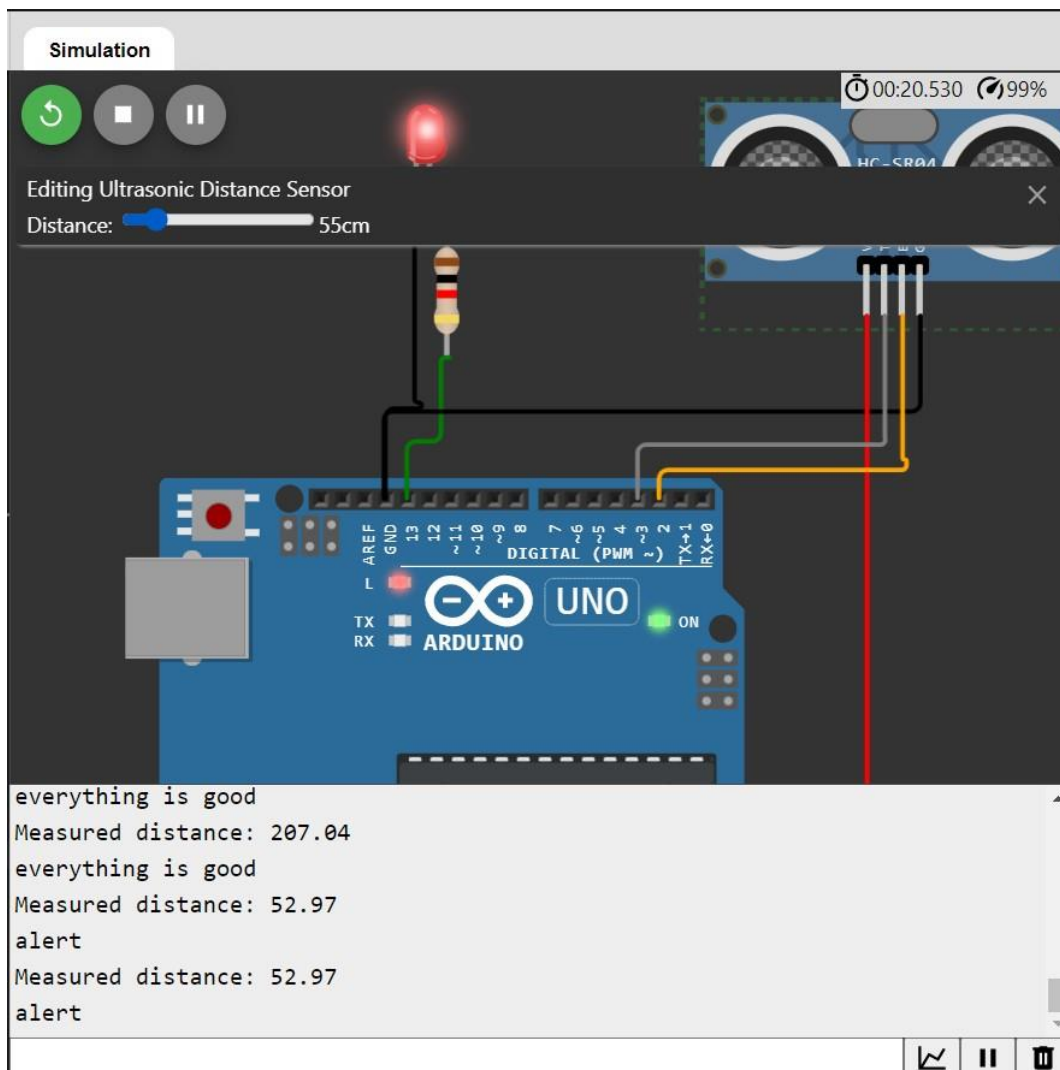 Simulation
00:20.530 99%
HC-SR04
Editing Ultrasonic Distance Sensor
Distance: 55cm
AREF
GND
13
12
~11
~10
~9
8
7
~6
~5
4
~3
2
TX→1
RX←0
DIGITAL (PWM ~)
L
UNO
TX
ON
RX
ARDUINO
everything is good
Measured distance: 207.04
everything is good
Measured distance: 52.97
alert
Measured distance: 52.97
alert